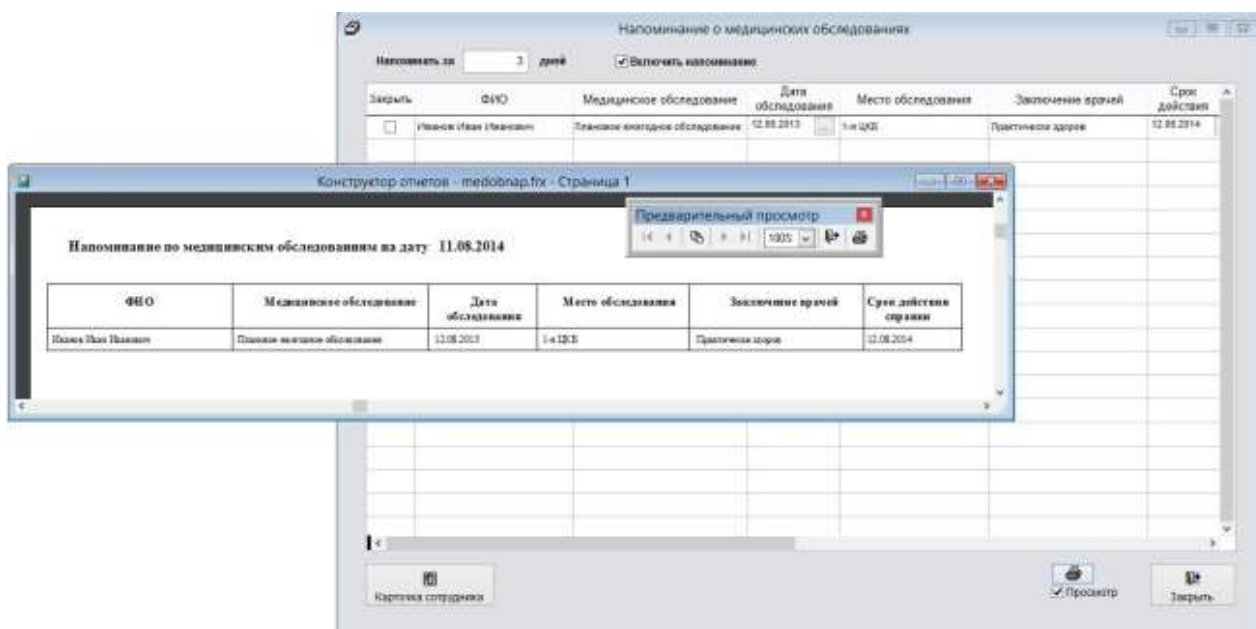 Напоминание о медицинских обследованиях
Напоминать за 3 дней Включить напоминание
Закрыть ФИО Медицинское обследование Дата обследования Место обследования Заключение врачей Срок действия
Иванов Иван Иванович Плановое ежегодное обследование 12.08.2013 ... 1-я ЦКБ Практически здоров 12.08.2014
Конструктор отчетов - medobnap.frx - Страница 1
Предварительный просмотр
100%
Напоминание по медицинским обследованиям на дату 11.08.2014
ФИО Медицинское обследование Дата обследования Место обследования Заключение врачей Срок действия справки
Иванов Иван Иванович Плановое ежегодное обследование 12.08.2013 1-я ЦКБ Практически здоров 12.08.2014
Карточка сотрудника
Просмотр
Закрыть